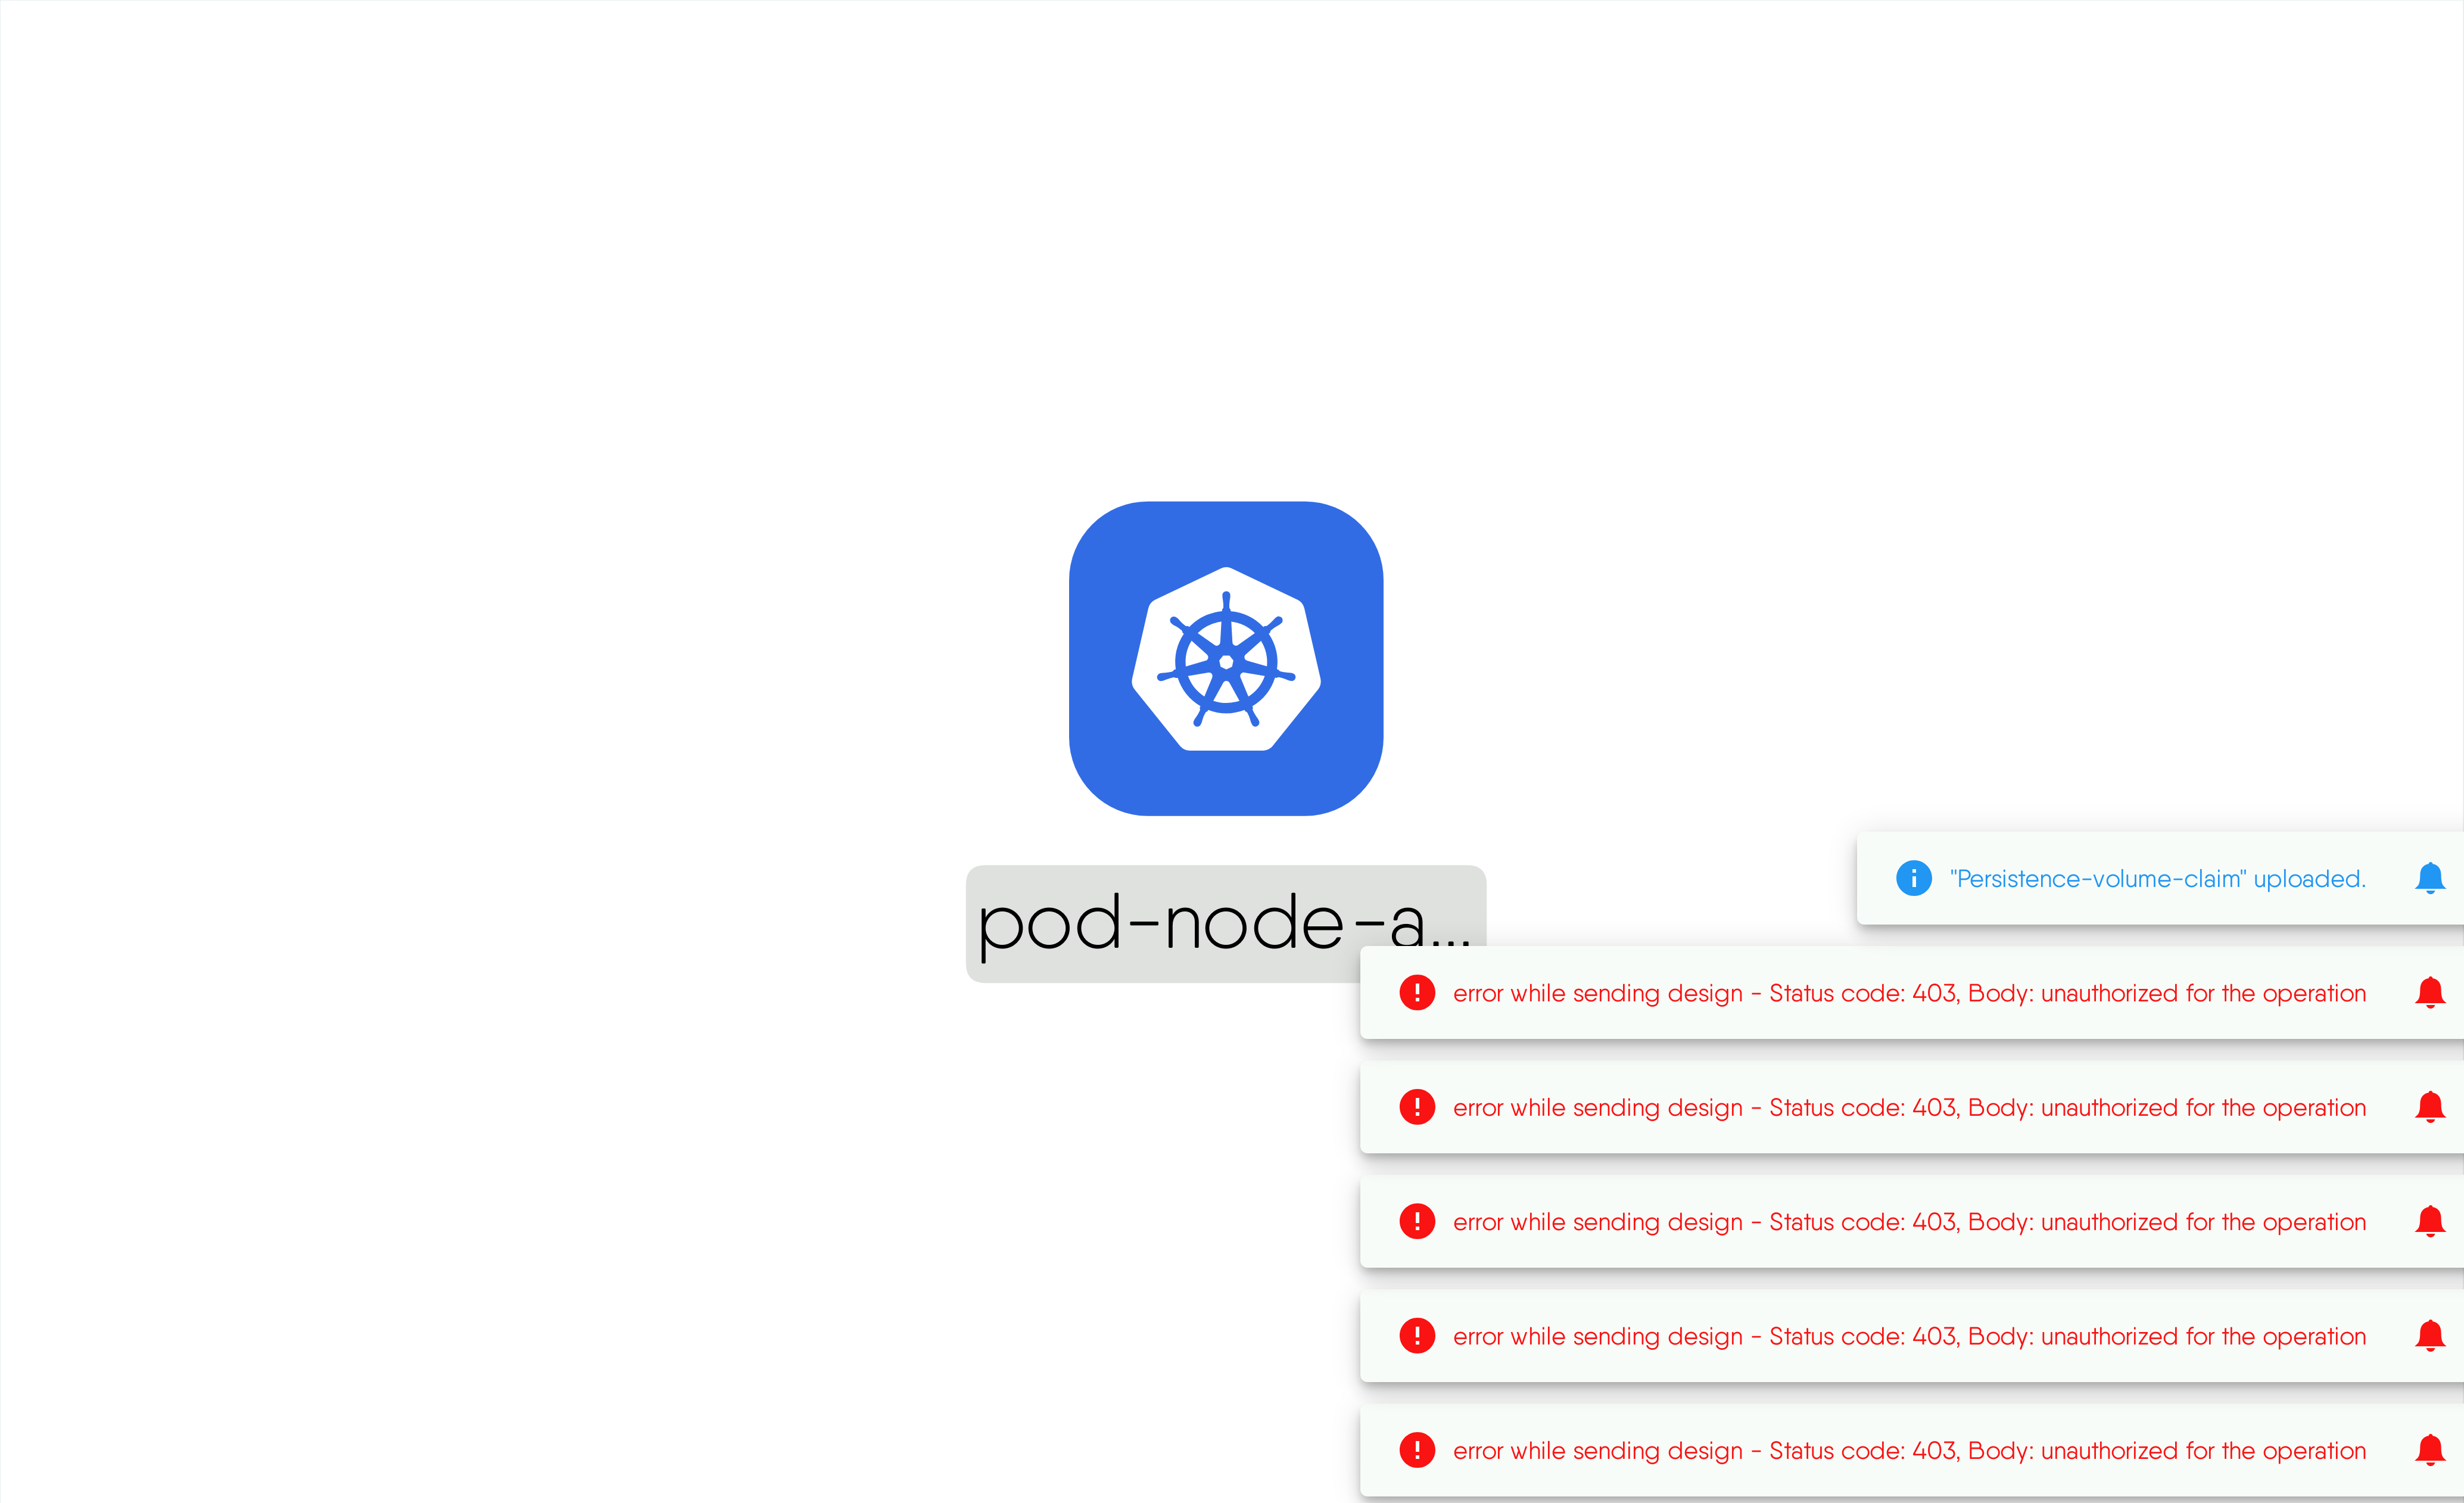 pod-node-a...
"Persistence-volume-claim" uploaded.
error while sending design - Status code: 403, Body: unauthorized for the operation
error while sending design - Status code: 403, Body: unauthorized for the operation
error while sending design - Status code: 403, Body: unauthorized for the operation
error while sending design - Status code: 403, Body: unauthorized for the operation
error while sending design - Status code: 403, Body: unauthorized for the operation